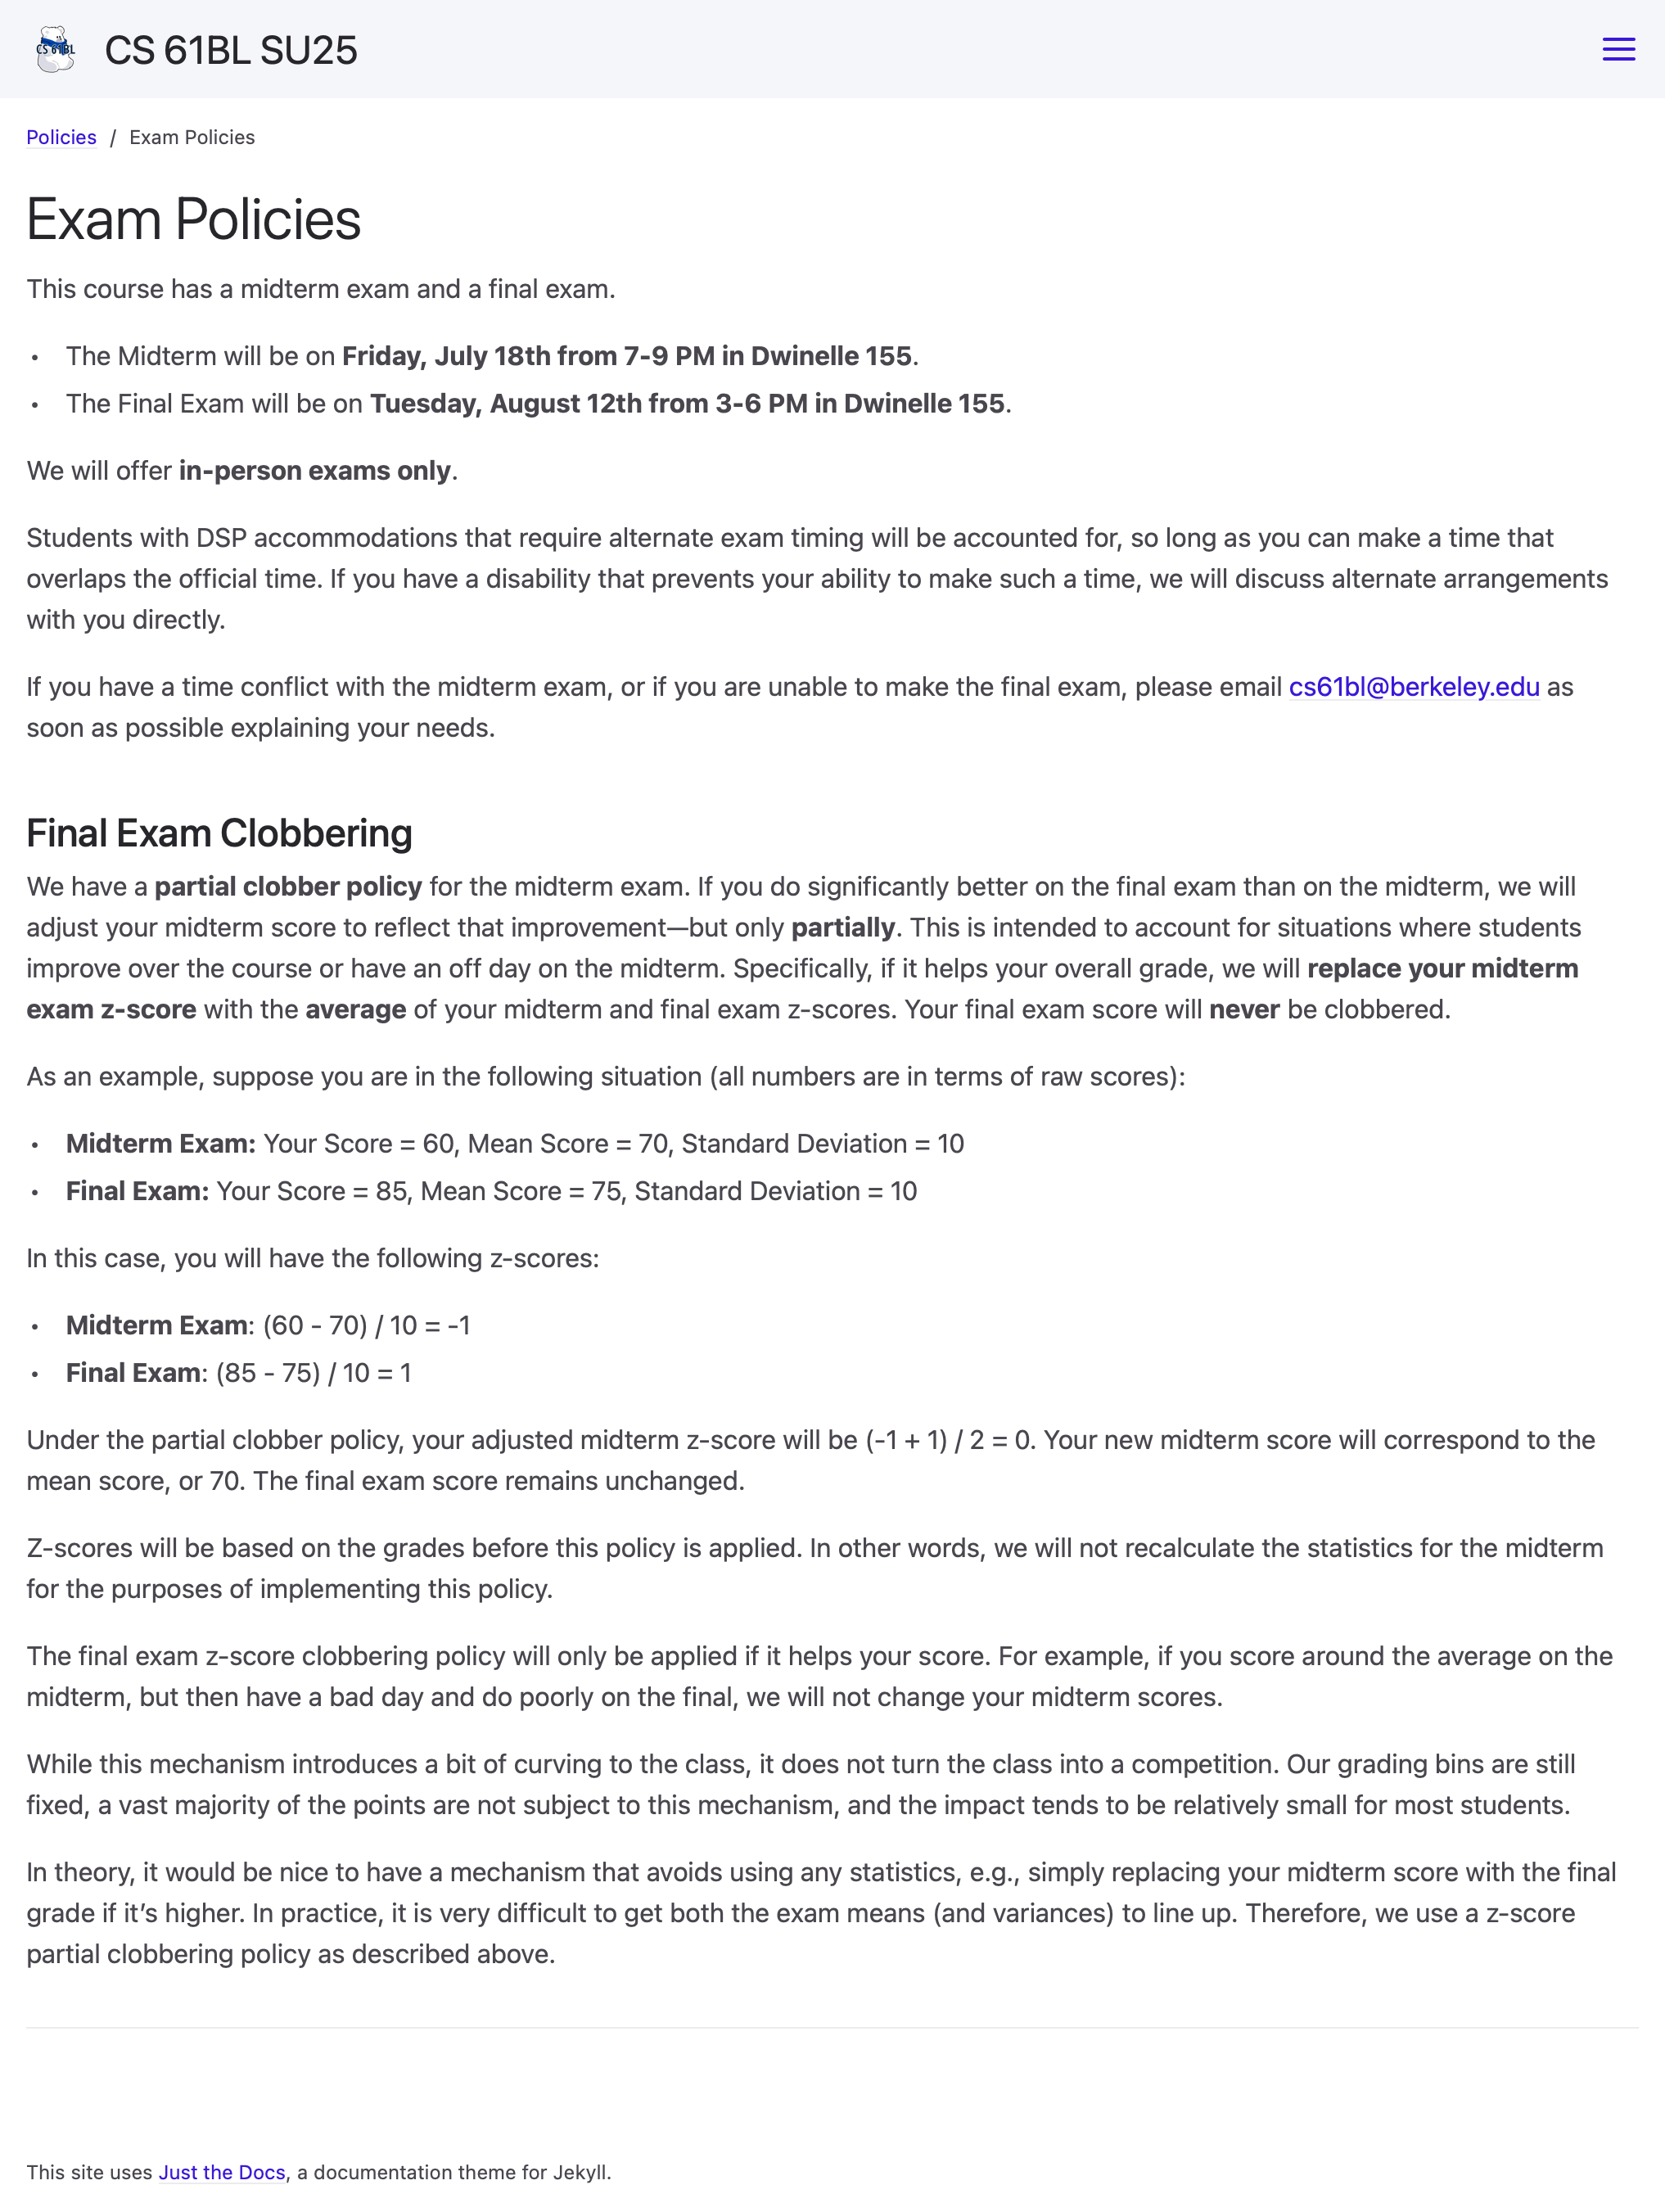 CS 61BL
CS 61BL SU25
Policies / Exam Policies
Exam Policies
This course has a midterm exam and a final exam.
• The Midterm will be on Friday, July 18th from 7-9 PM in Dwinelle 155.
• The Final Exam will be on Tuesday, August 12th from 3-6 PM in Dwinelle 155.
We will offer in-person exams only.
Students with DSP accommodations that require alternate exam timing will be accounted for, so long as you can make a time that
overlaps the official time. If you have a disability that prevents your ability to make such a time, we will discuss alternate arrangements
with you directly.
If you have a time conflict with the midterm exam, or if you are unable to make the final exam, please email cs61bl@berkeley.edu as
soon as possible explaining your needs.
Final Exam Clobbering
We have a partial clobber policy for the midterm exam. If you do significantly better on the final exam than on the midterm, we will
adjust your midterm score to reflect that improvement—but only partially. This is intended to account for situations where students
improve over the course or have an off day on the midterm. Specifically, if it helps your overall grade, we will replace your midterm
exam z-score with the average of your midterm and final exam z-scores. Your final exam score will never be clobbered.
As an example, suppose you are in the following situation (all numbers are in terms of raw scores):
• Midterm Exam: Your Score = 60, Mean Score = 70, Standard Deviation = 10
• Final Exam: Your Score = 85, Mean Score = 75, Standard Deviation = 10
In this case, you will have the following z-scores:
• Midterm Exam: (60 - 70) / 10 = -1
• Final Exam: (85 - 75) / 10 = 1
Under the partial clobber policy, your adjusted midterm z-score will be (-1 + 1) / 2 = 0. Your new midterm score will correspond to the
mean score, or 70. The final exam score remains unchanged.
Z-scores will be based on the grades before this policy is applied. In other words, we will not recalculate the statistics for the midterm
for the purposes of implementing this policy.
The final exam z-score clobbering policy will only be applied if it helps your score. For example, if you score around the average on the
midterm, but then have a bad day and do poorly on the final, we will not change your midterm scores.
While this mechanism introduces a bit of curving to the class, it does not turn the class into a competition. Our grading bins are still
fixed, a vast majority of the points are not subject to this mechanism, and the impact tends to be relatively small for most students.
In theory, it would be nice to have a mechanism that avoids using any statistics, e.g., simply replacing your midterm score with the final
grade if it’s higher. In practice, it is very difficult to get both the exam means (and variances) to line up. Therefore, we use a z-score
partial clobbering policy as described above.
This site uses Just the Docs, a documentation theme for Jekyll.